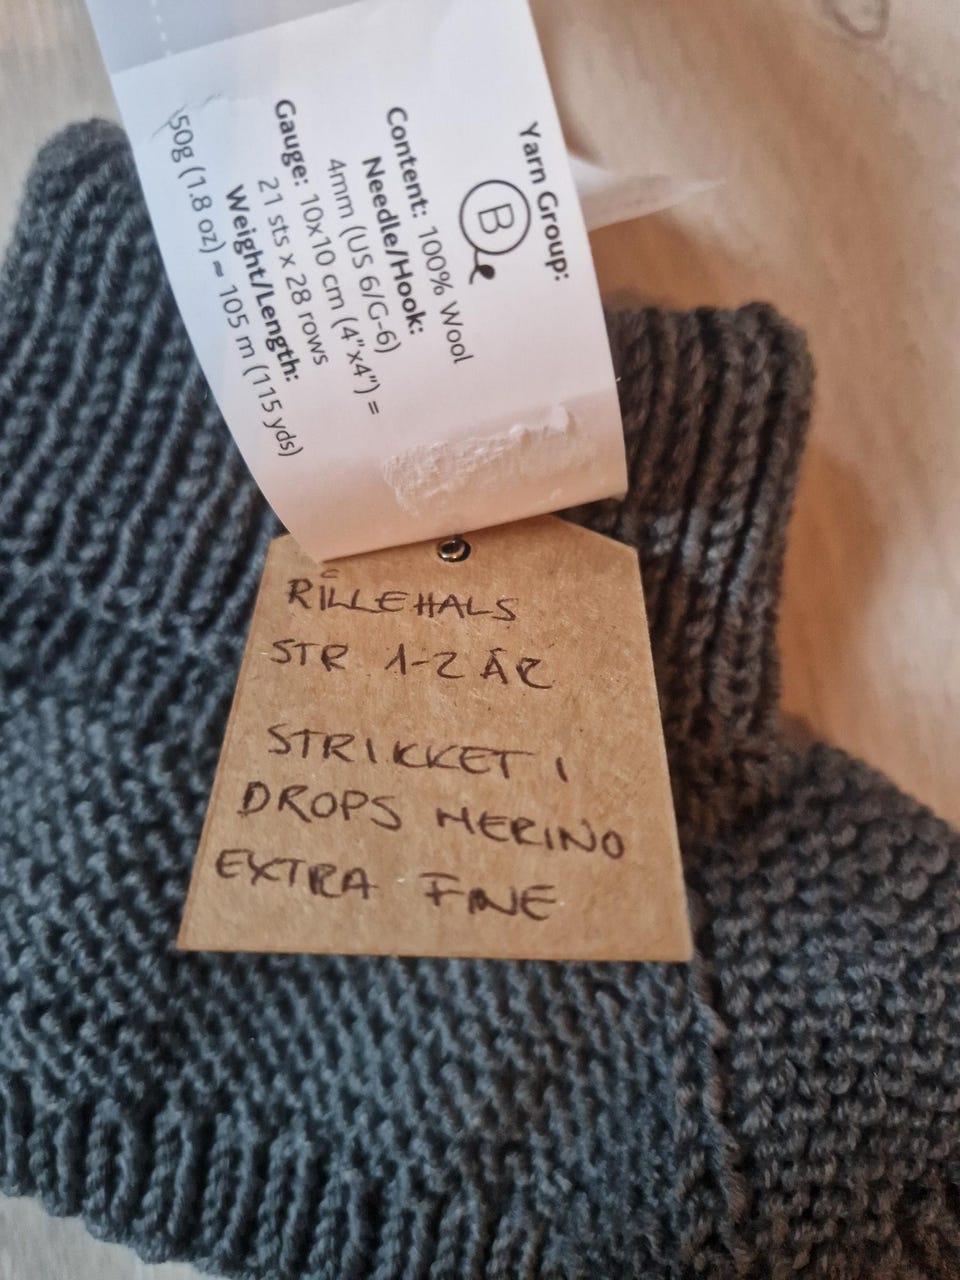 Yarn Group:
B
Content: 100% Wool
Needle/Hook:
4mm (US 6/G-6)
Gauge: 10x10 cm (4"x4") =
21 sts x 28 rows
Weight/Length:
50g (1.8 oz) ≈ 105 m (115 yds)
RILLEHALS
STR 1-2 ÅR
STRIKKET I
DROPS MERINO
EXTRA FINE